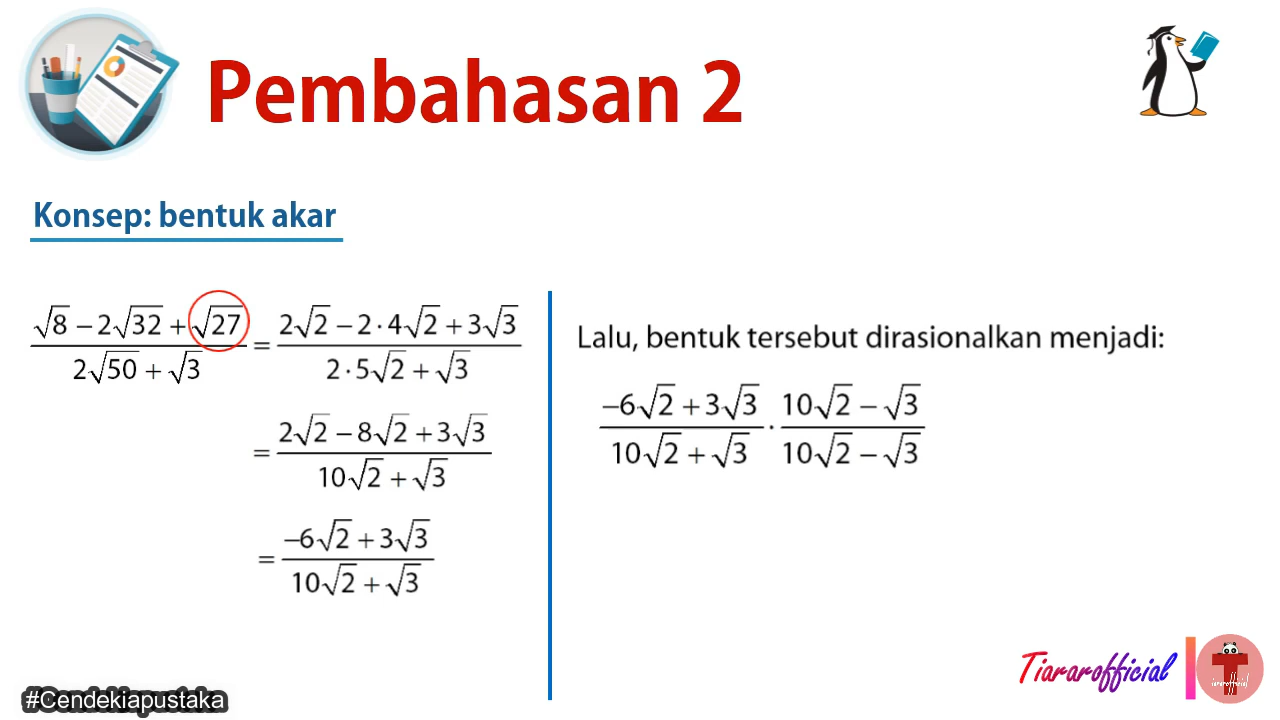 Pembahasan 2
Konsep: bentuk akar
(√8 − 2√32 + √27)/(2√50 + √3) = (2√2 − 2·4√2 + 3√3)/(2·5√2 + √3)
= (2√2 − 8√2 + 3√3)/(10√2 + √3)
= (−6√2 + 3√3)/(10√2 + √3)
Lalu, bentuk tersebut dirasionalkan menjadi:
(−6√2 + 3√3)/(10√2 + √3) · (10√2 − √3)/(10√2 − √3)
Tiararofficial
T
tiararofficial
#Cendekiapustaka